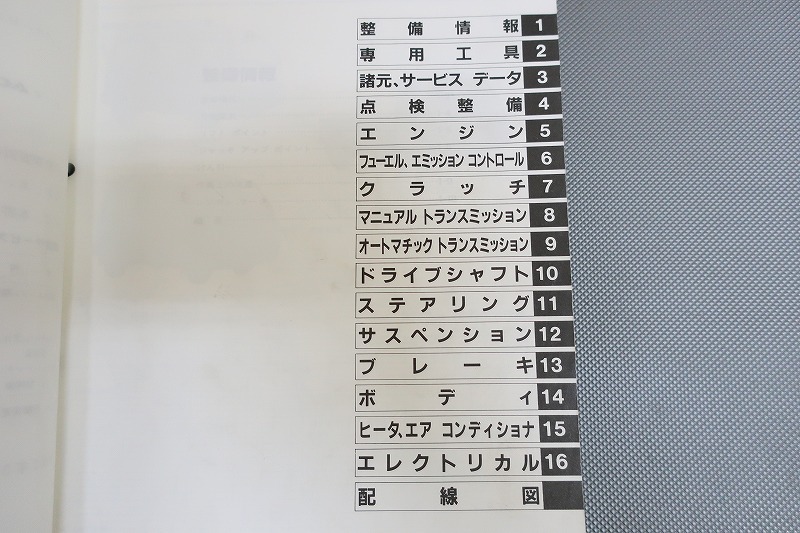 整備情報 1
専用工具 2
諸元、サービス データ 3
点検整備 4
エンジン 5
フューエル、エミッション コントロール 6
クラッチ 7
マニュアル トランスミッション 8
オートマチック トランスミッション 9
ドライブシャフト 10
ステアリング 11
サスペンション 12
ブレーキ 13
ボディ 14
ヒータ、エア コンディショナ 15
エレクトリカル 16
配線図